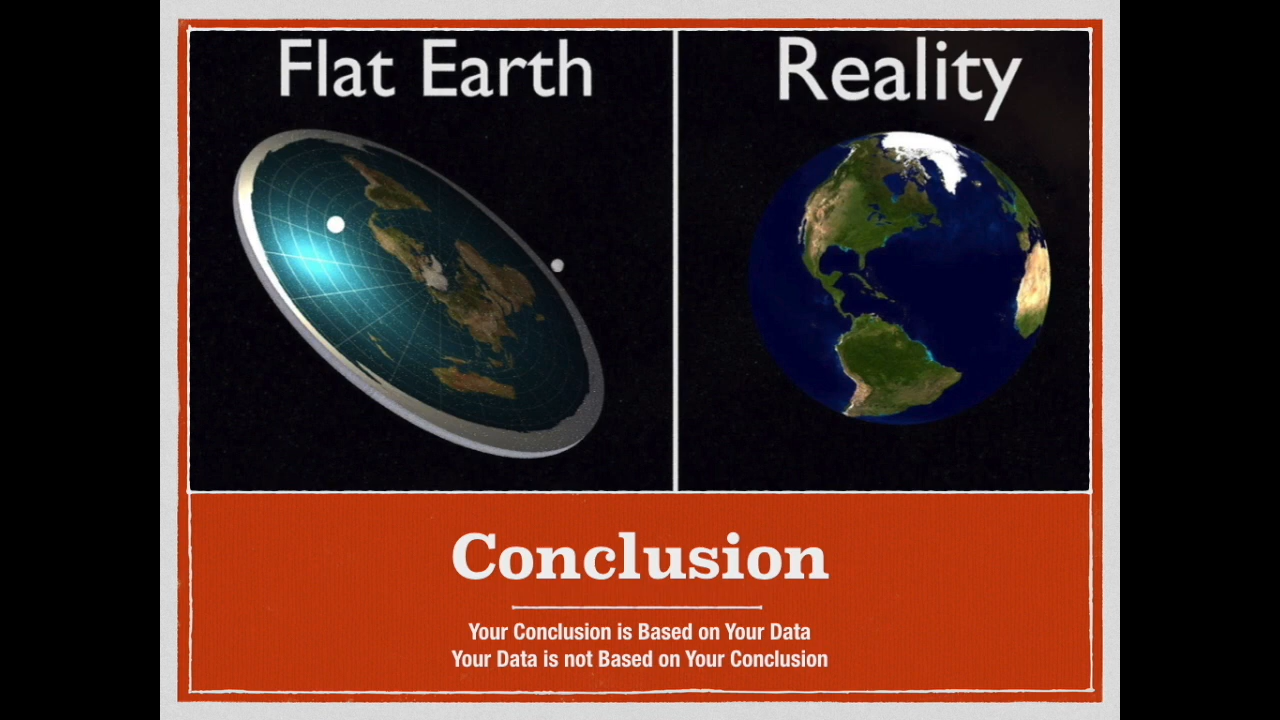 Flat Earth
Reality
Conclusion
Your Conclusion is Based on Your Data
Your Data is not Based on Your Conclusion